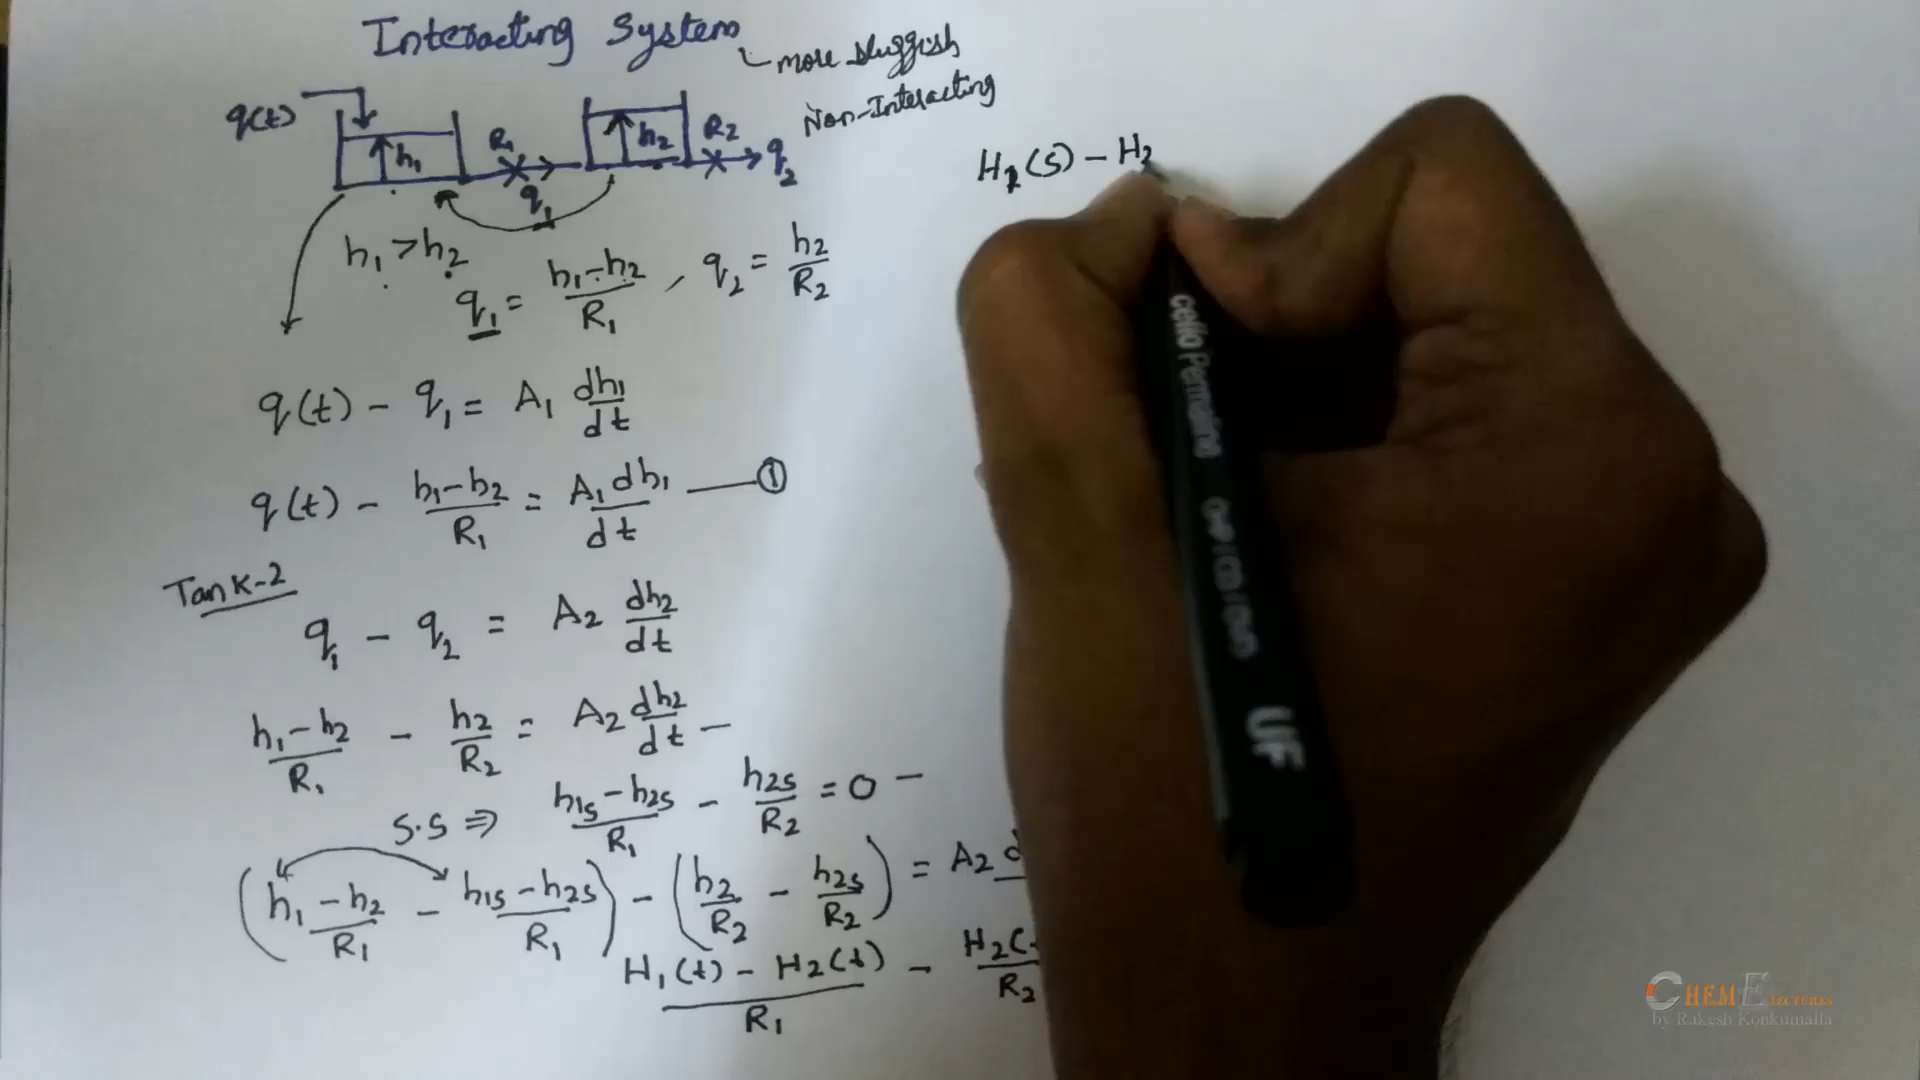 Interacting System
more sluggish
Non-Interacting
q(t)
h₁
R₁
q₁
h₂
R₂
q₂
h₁ > h₂
q₁ = (h₁ - h₂)/R₁ , q₂ = h₂/R₂
q(t) - q₁ = A₁ dh₁/dt
q(t) - (h₁ - h₂)/R₁ = A₁ dh₁/dt — ①
Tank-2
q₁ - q₂ = A₂ dh₂/dt
(h₁ - h₂)/R₁ - h₂/R₂ = A₂ dh₂/dt —
S.S ⇒ (h₁s - h₂s)/R₁ - h₂s/R₂ = 0 —
((h₁ - h₂)/R₁ - (h₁s - h₂s)/R₁) - (h₂/R₂ - h₂s/R₂) = A₂ d
(H₁(t) - H₂(t))/R₁ - H₂(/R₂
H₁(S) - H₂
cello
UF
CHEME LECTURES
by Rakesh Konkumalla